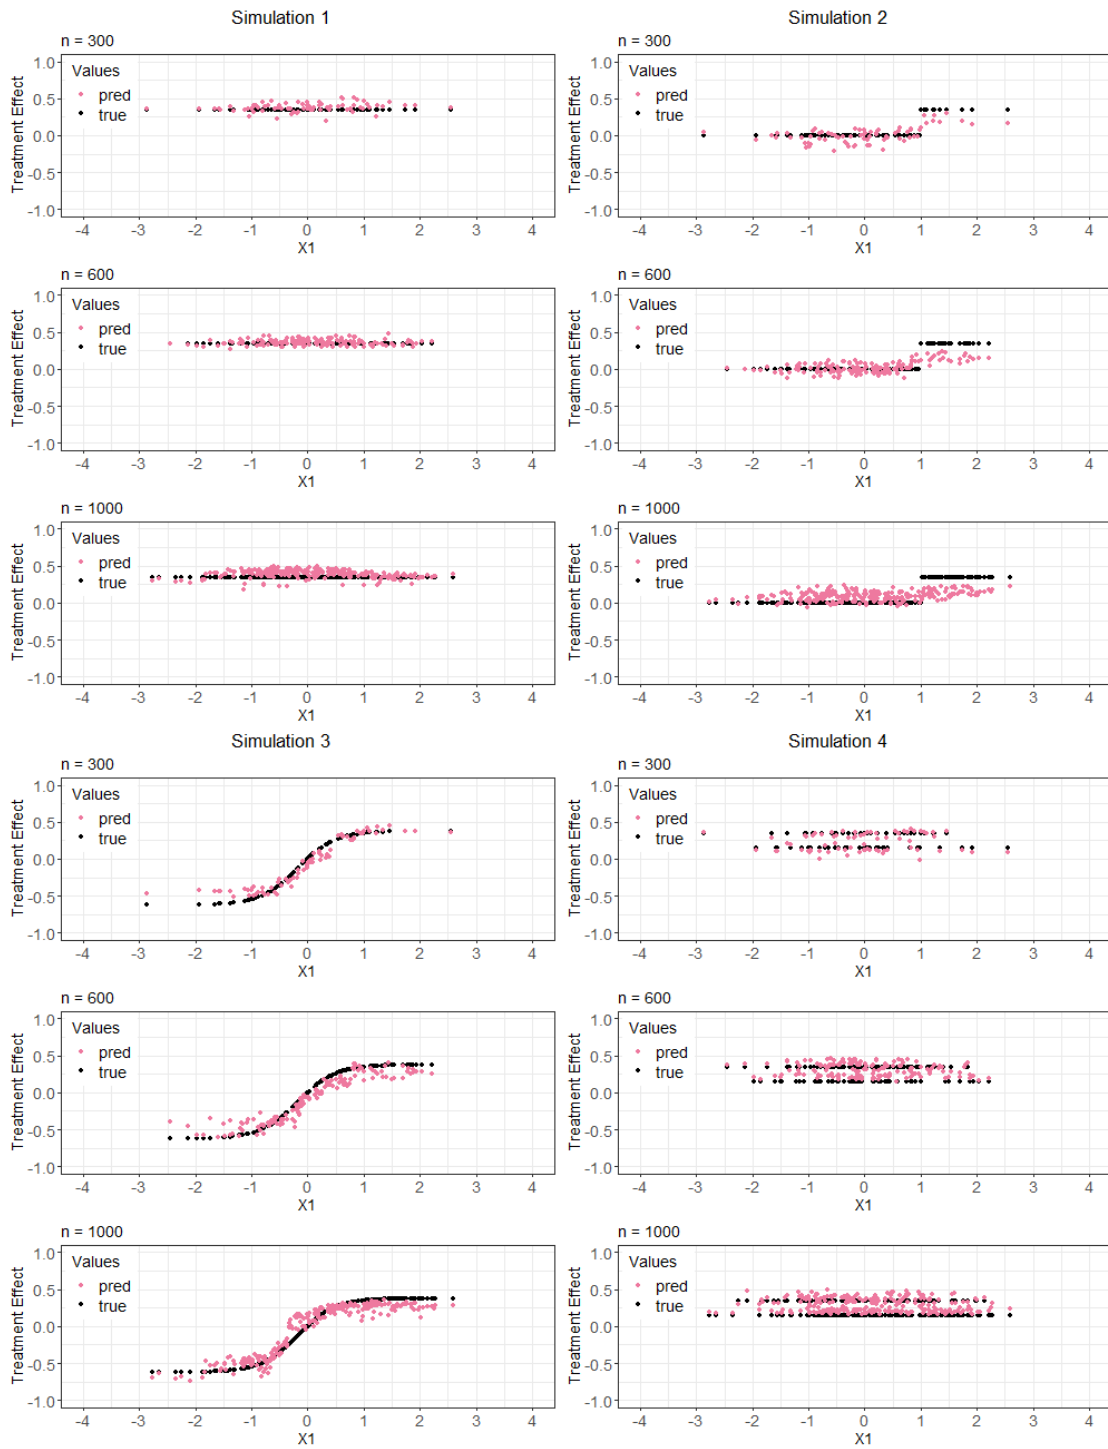 Simulation 1
n = 300
Treatment Effect
Values
pred
true
1.0
0.5
0.0
-0.5
-1.0
-4 -3 -2 -1 0 1 2 3 4
X1
n = 600
Treatment Effect
Values
pred
true
1.0
0.5
0.0
-0.5
-1.0
-4 -3 -2 -1 0 1 2 3 4
X1
n = 1000
Treatment Effect
Values
pred
true
1.0
0.5
0.0
-0.5
-1.0
-4 -3 -2 -1 0 1 2 3 4
X1
Simulation 2
n = 300
Treatment Effect
Values
pred
true
1.0
0.5
0.0
-0.5
-1.0
-4 -3 -2 -1 0 1 2 3 4
X1
n = 600
Treatment Effect
Values
pred
true
1.0
0.5
0.0
-0.5
-1.0
-4 -3 -2 -1 0 1 2 3 4
X1
n = 1000
Treatment Effect
Values
pred
true
1.0
0.5
0.0
-0.5
-1.0
-4 -3 -2 -1 0 1 2 3 4
X1
Simulation 3
n = 300
Treatment Effect
Values
pred
true
1.0
0.5
0.0
-0.5
-1.0
-4 -3 -2 -1 0 1 2 3 4
X1
n = 600
Treatment Effect
Values
pred
true
1.0
0.5
0.0
-0.5
-1.0
-4 -3 -2 -1 0 1 2 3 4
X1
n = 1000
Treatment Effect
Values
pred
true
1.0
0.5
0.0
-0.5
-1.0
-4 -3 -2 -1 0 1 2 3 4
X1
Simulation 4
n = 300
Treatment Effect
Values
pred
true
1.0
0.5
0.0
-0.5
-1.0
-4 -3 -2 -1 0 1 2 3 4
X1
n = 600
Treatment Effect
Values
pred
true
1.0
0.5
0.0
-0.5
-1.0
-4 -3 -2 -1 0 1 2 3 4
X1
n = 1000
Treatment Effect
Values
pred
true
1.0
0.5
0.0
-0.5
-1.0
-4 -3 -2 -1 0 1 2 3 4
X1